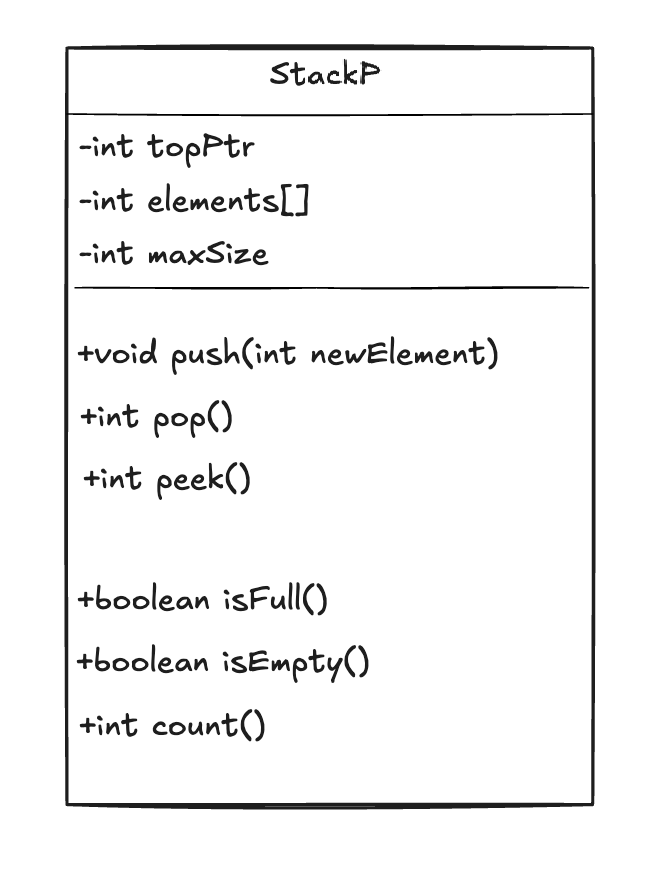 StackP
-int topPtr
-int elements[]
-int maxSize
+void push(int newElement)
+int pop()
+int peek()
+boolean isFull()
+boolean isEmpty()
+int count()